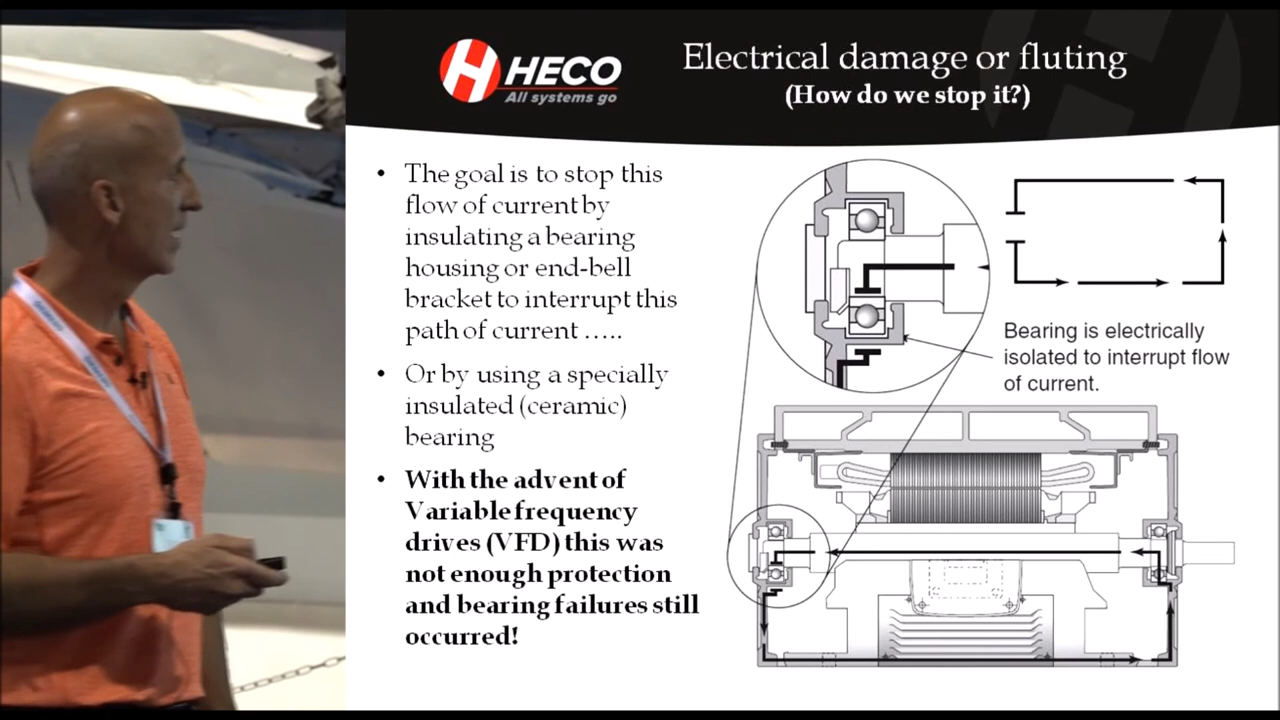 HECO
All systems go
Electrical damage or fluting
(How do we stop it?)
• The goal is to stop this
flow of current by
insulating a bearing
housing or end-bell
bracket to interrupt this
path of current .....
• Or by using a specially
insulated (ceramic)
bearing
• With the advent of
Variable frequency
drives (VFD) this was
not enough protection
and bearing failures still
occurred!
Bearing is electrically
isolated to interrupt flow
of current.